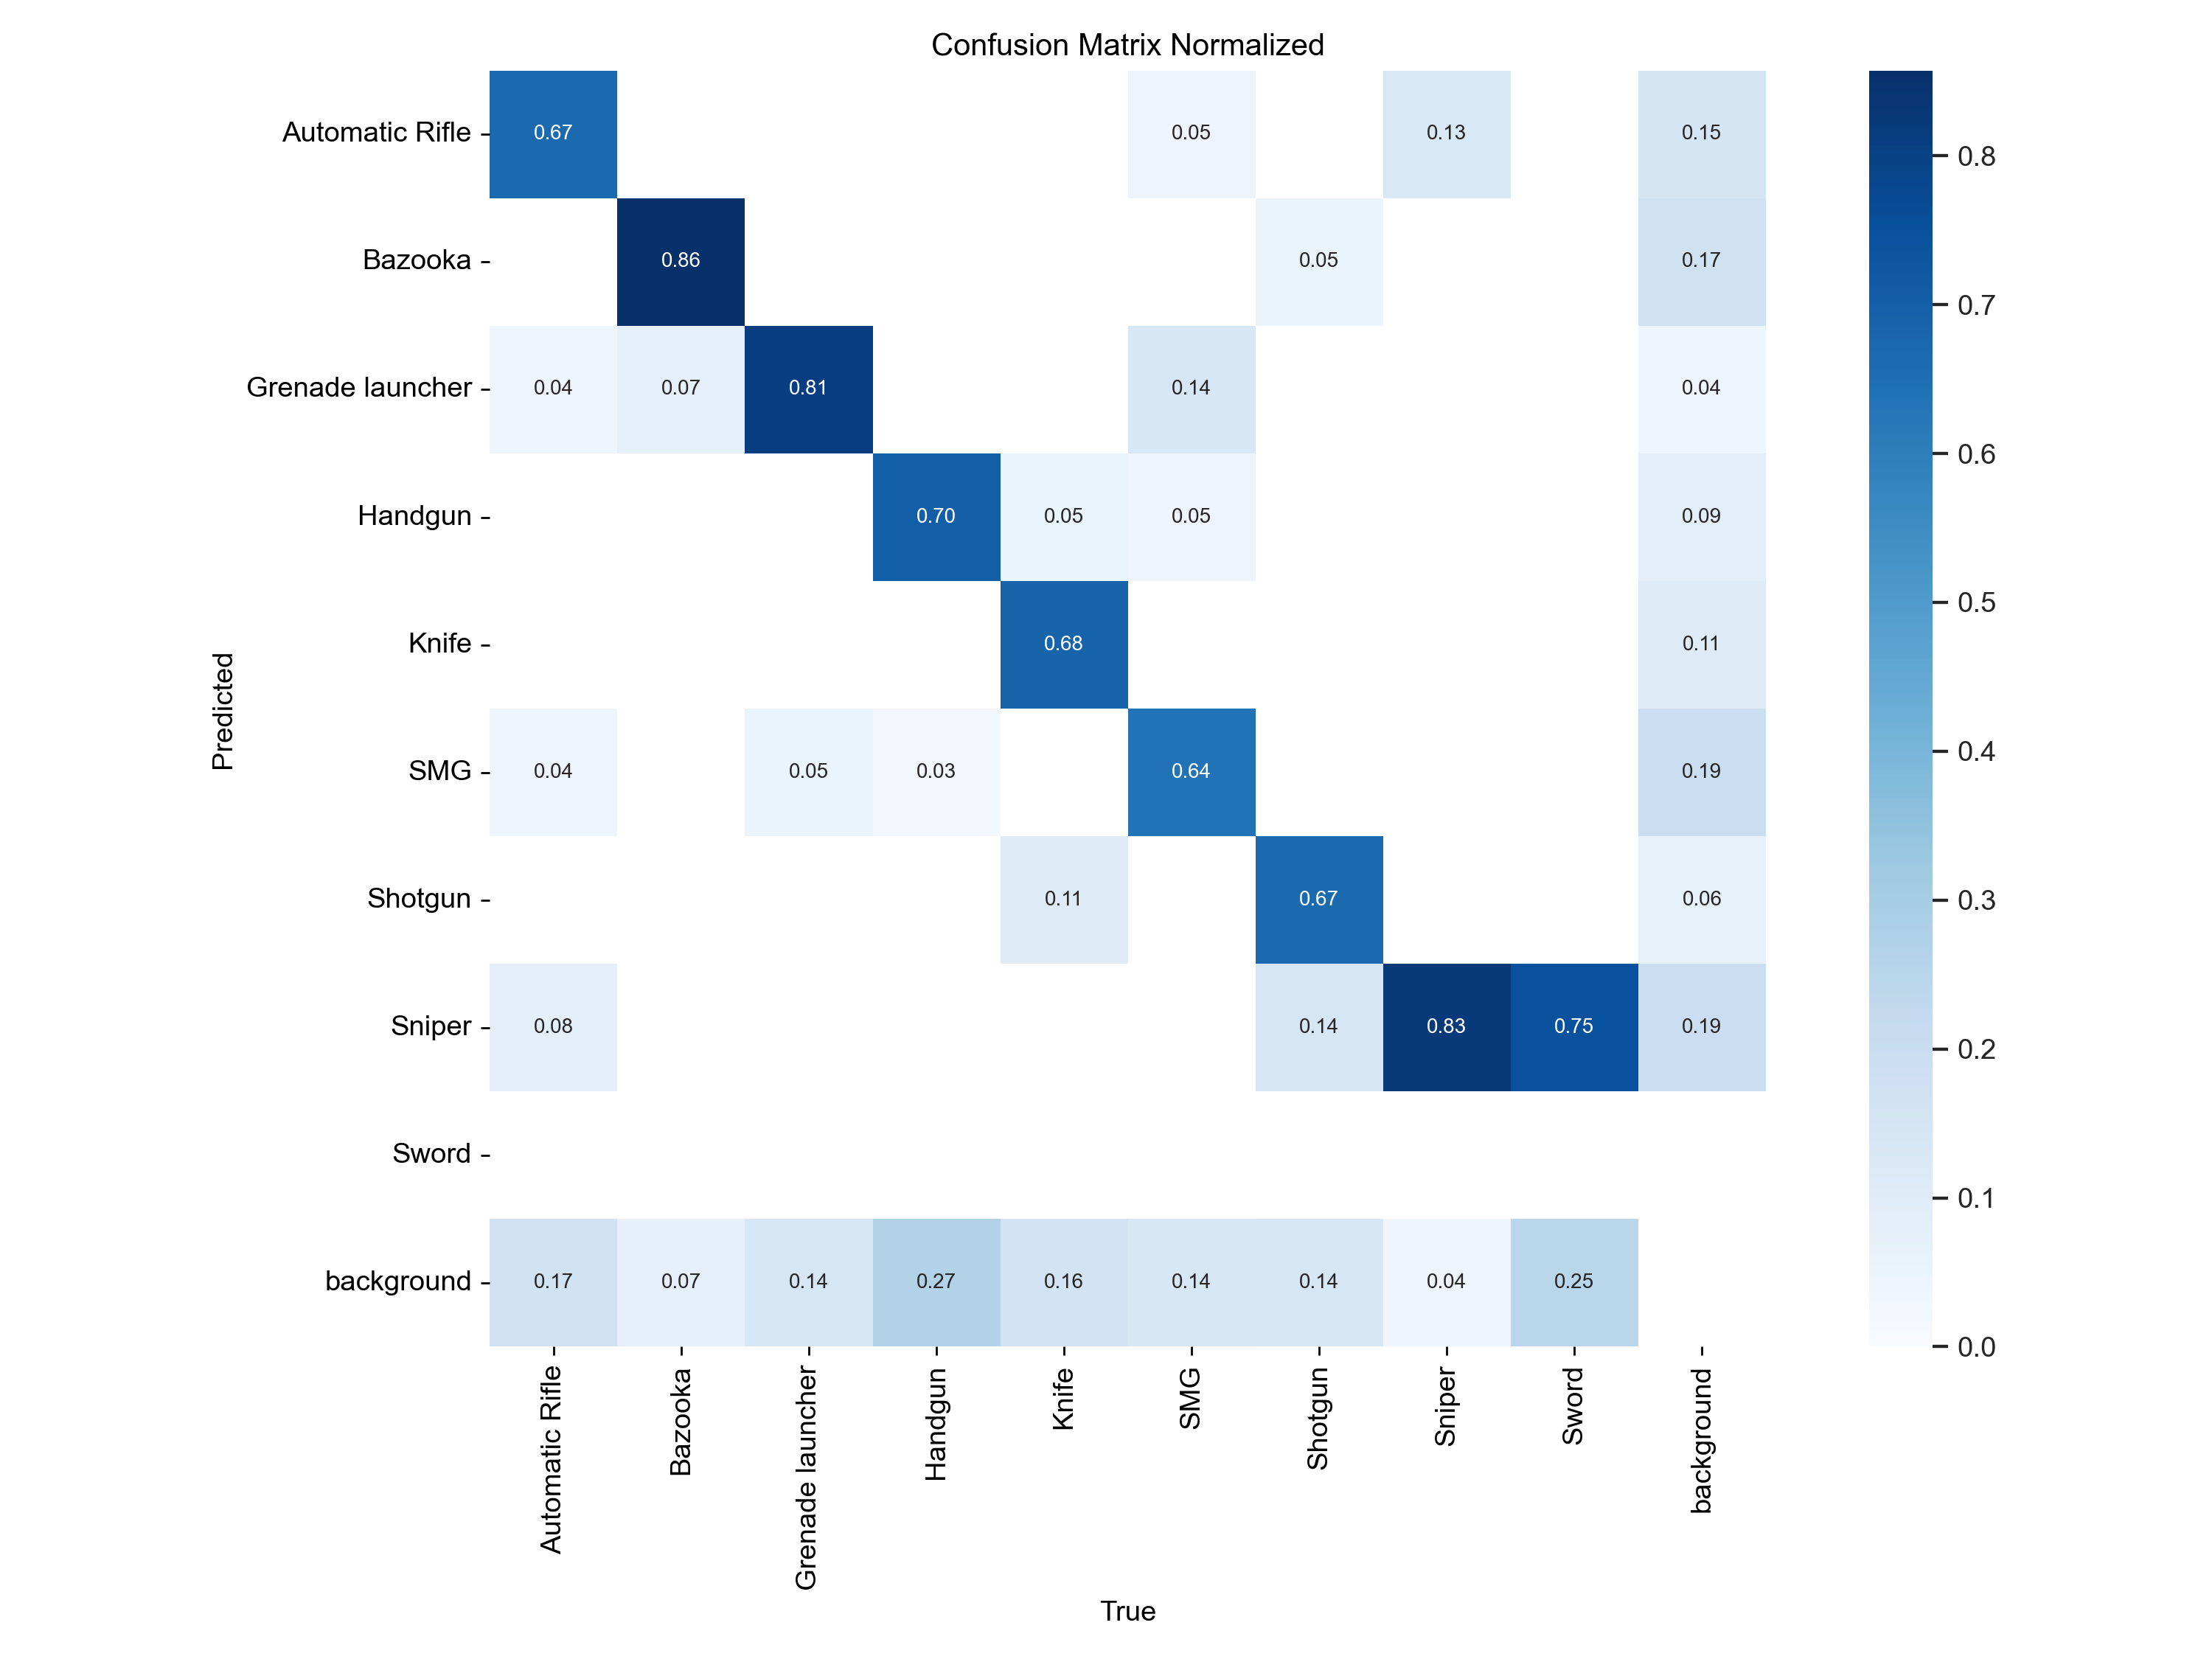 Confusion Matrix Normalized
Automatic Rifle 0.67 0.05 0.13 0.15
Bazooka 0.86 0.05 0.17
Grenade launcher 0.04 0.07 0.81 0.14 0.04
Handgun 0.70 0.05 0.05 0.09
Knife 0.68 0.11
SMG 0.04 0.05 0.03 0.64 0.19
Shotgun 0.11 0.67 0.06
Sniper 0.08 0.14 0.83 0.75 0.19
Sword
background 0.17 0.07 0.14 0.27 0.16 0.14 0.14 0.04 0.25
Predicted
Automatic Rifle
Bazooka
Grenade launcher
Handgun
Knife
SMG
Shotgun
Sniper
Sword
background
True
0.8
0.7
0.6
0.5
0.4
0.3
0.2
0.1
0.0